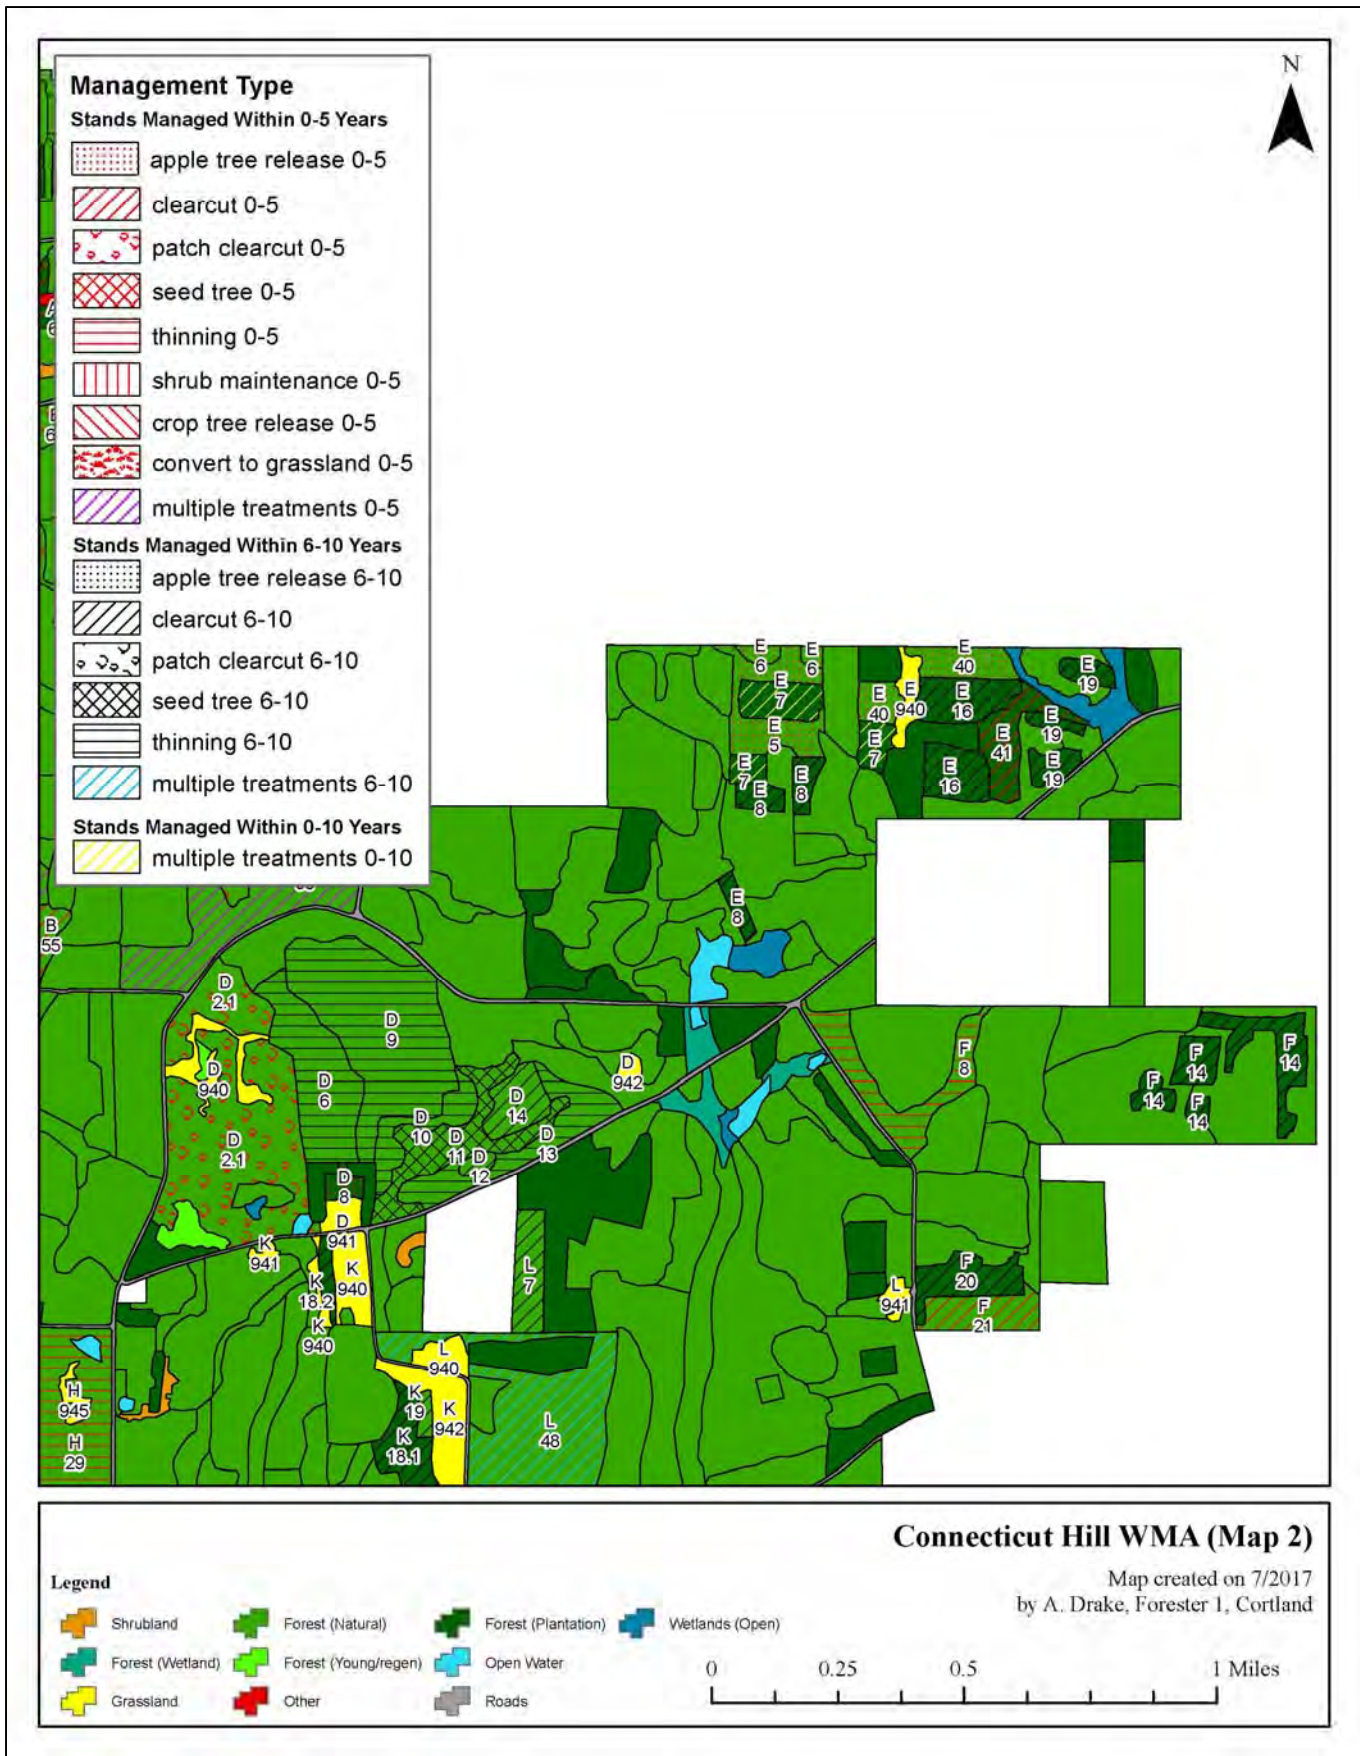 Management Type
Stands Managed Within 0-5 Years
apple tree release 0-5
clearcut 0-5
patch clearcut 0-5
seed tree 0-5
thinning 0-5
shrub maintenance 0-5
crop tree release 0-5
convert to grassland 0-5
multiple treatments 0-5
Stands Managed Within 6-10 Years
apple tree release 6-10
clearcut 6-10
patch clearcut 6-10
seed tree 6-10
thinning 6-10
multiple treatments 6-10
Stands Managed Within 0-10 Years
multiple treatments 0-10
N
E
6
E
6
E
7
E
5
E
7
E
8
E
8
E
40
E
7
E
940
E
40
E
16
E
16
E
41
E
19
E
19
E
19
E
8
B
55
D
2.1
D
940
D
2.1
D
9
D
6
D
10
D
11
D
12
D
13
D
14
D
942
D
8
D
941
K
941
K
940
K
18.2
K
940
L
7
L
940
K
19
K
942
K
18.1
L
48
H
945
H
29
F
8
F
14
F
14
F
14
F
14
L
941
F
20
F
21
Connecticut Hill WMA (Map 2)
Map created on 7/2017
by A. Drake, Forester 1, Cortland
Legend
Shrubland
Forest (Natural)
Forest (Plantation)
Wetlands (Open)
Forest (Wetland)
Forest (Young/regen)
Open Water
Grassland
Other
Roads
0 0.25 0.5 1 Miles